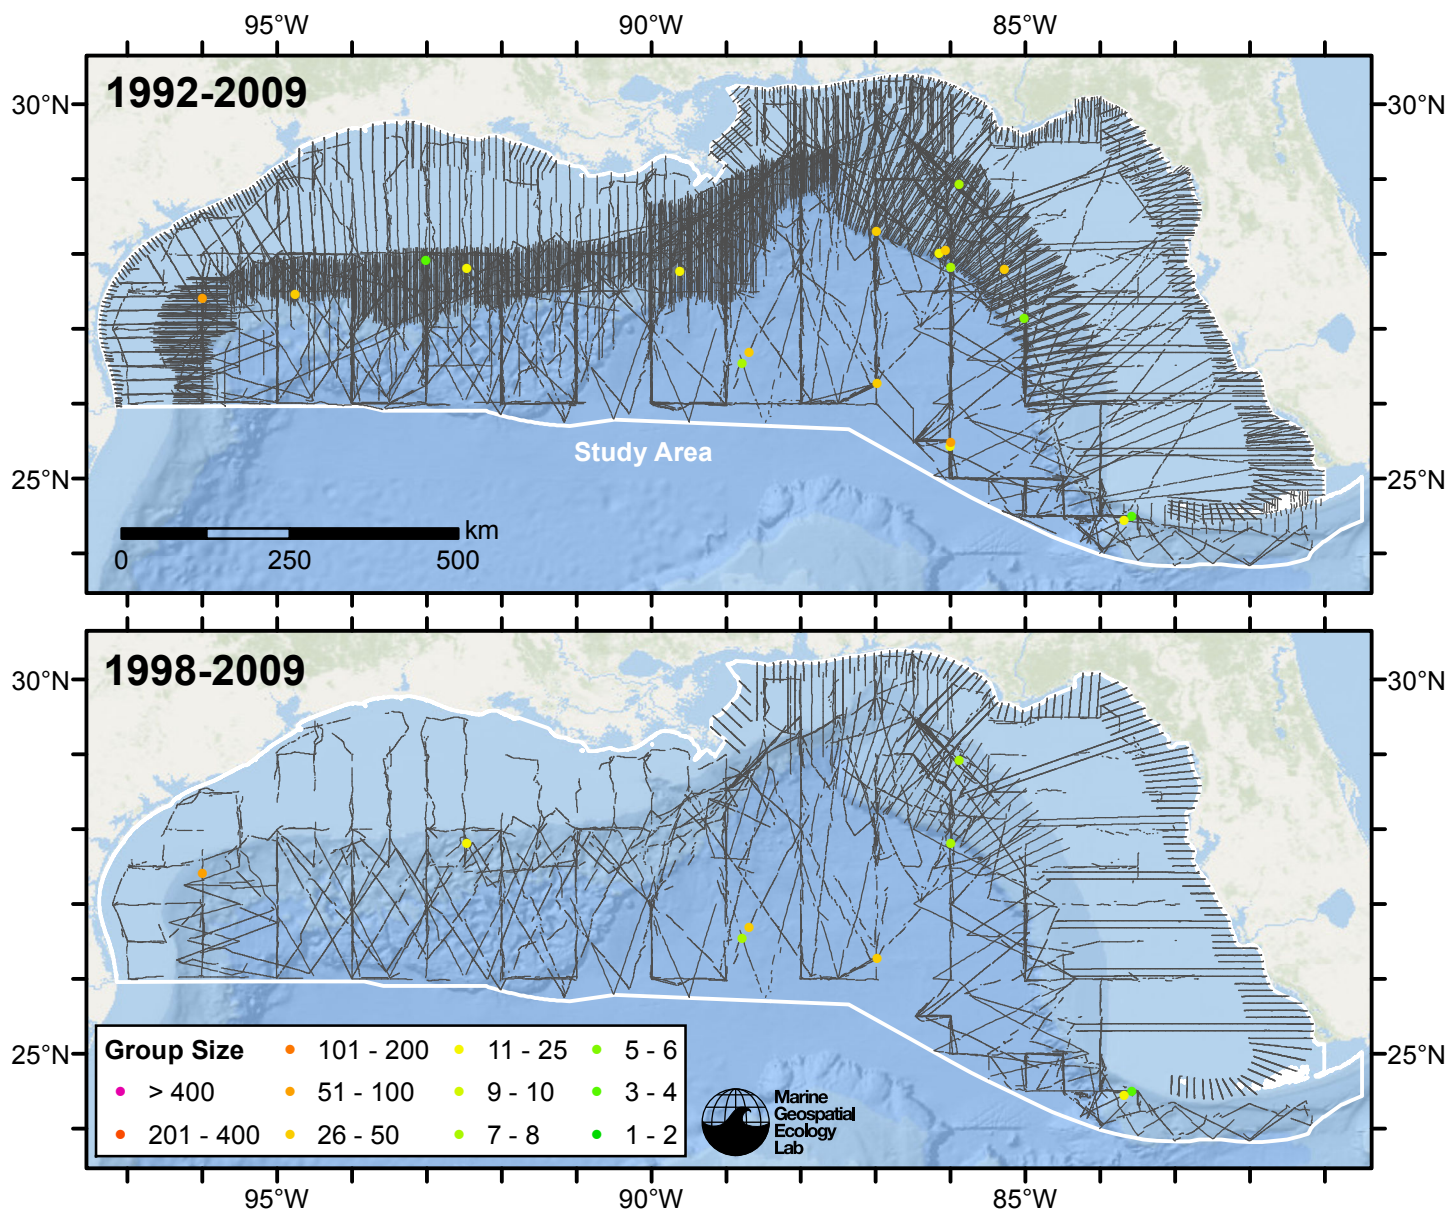 95°W 90°W 85°W
1992-2009
30°N 30°N
Study Area
25°N 25°N
km
0 250 500
1998-2009
30°N 30°N
25°N 25°N
Group Size
> 400
201 - 400
101 - 200
51 - 100
26 - 50
11 - 25
9 - 10
7 - 8
5 - 6
3 - 4
1 - 2
Marine
Geospatial
Ecology
Lab
95°W 90°W 85°W